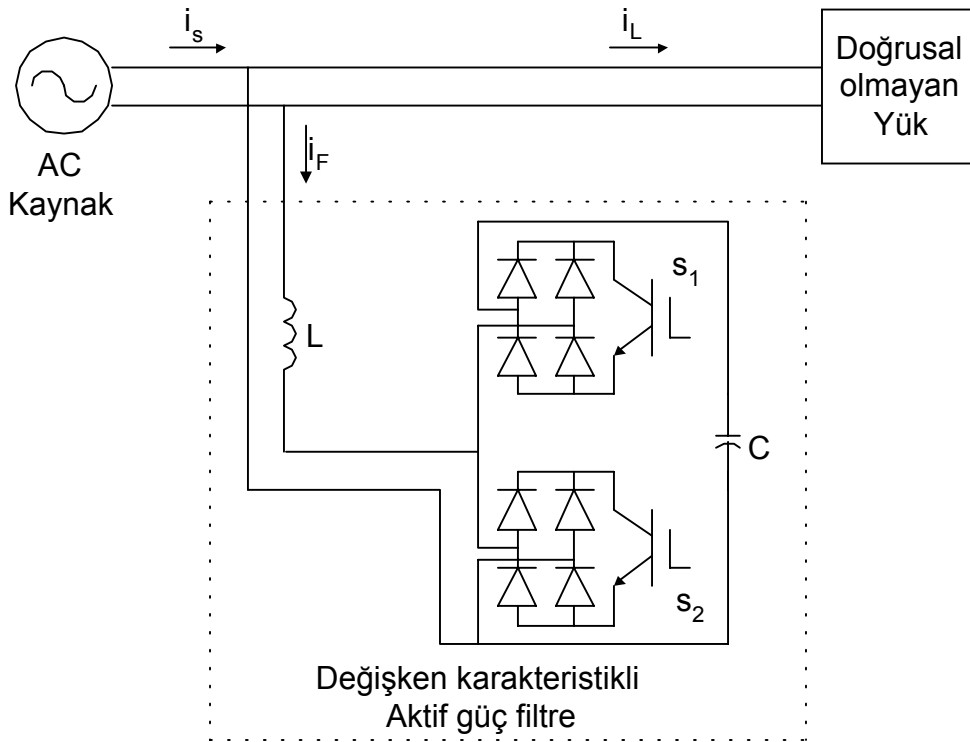 i_s
i_L
Doğrusal
olmayan
Yük
AC
Kaynak
i_F
s_1
L
C
s_2
Değişken karakteristikli
Aktif güç filtre